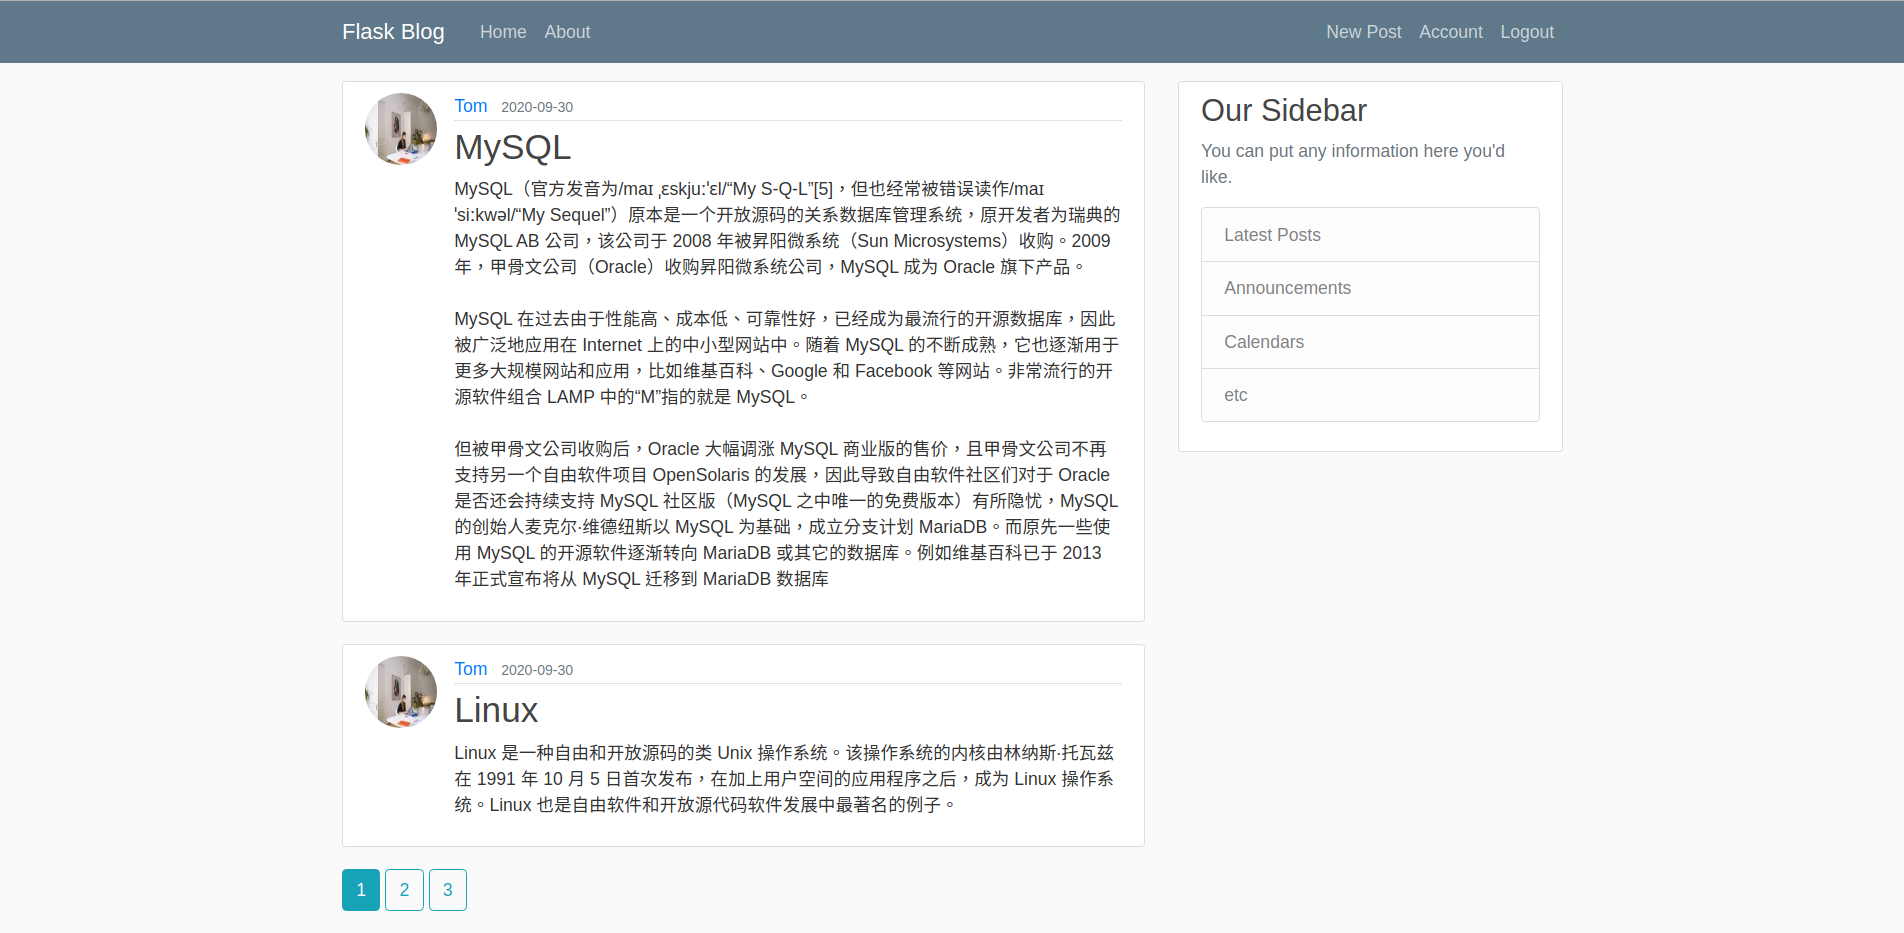 Flask Blog Home About New Post Account Logout
Tom 2020-09-30
MySQL
MySQL（官方发音为/maɪ ˌɛskjuːˈɛl/“My S-Q-L”[5]，但也经常被错误读作/maɪ
ˈsiːkwəl/“My Sequel”）原本是一个开放源码的关系数据库管理系统，原开发者为瑞典的
MySQL AB 公司，该公司于 2008 年被昇阳微系统（Sun Microsystems）收购。2009
年，甲骨文公司（Oracle）收购昇阳微系统公司，MySQL 成为 Oracle 旗下产品。
MySQL 在过去由于性能高、成本低、可靠性好，已经成为最流行的开源数据库，因此
被广泛地应用在 Internet 上的中小型网站中。随着 MySQL 的不断成熟，它也逐渐用于
更多大规模网站和应用，比如维基百科、Google 和 Facebook 等网站。非常流行的开
源软件组合 LAMP 中的“M”指的就是 MySQL。
但被甲骨文公司收购后，Oracle 大幅调涨 MySQL 商业版的售价，且甲骨文公司不再
支持另一个自由软件项目 OpenSolaris 的发展，因此导致自由软件社区们对于 Oracle
是否还会持续支持 MySQL 社区版（MySQL 之中唯一的免费版本）有所隐忧，MySQL
的创始人麦克尔·维德纽斯以 MySQL 为基础，成立分支计划 MariaDB。而原先一些使
用 MySQL 的开源软件逐渐转向 MariaDB 或其它的数据库。例如维基百科已于 2013
年正式宣布将从 MySQL 迁移到 MariaDB 数据库
Tom 2020-09-30
Linux
Linux 是一种自由和开放源码的类 Unix 操作系统。该操作系统的内核由林纳斯·托瓦兹
在 1991 年 10 月 5 日首次发布，在加上用户空间的应用程序之后，成为 Linux 操作系
统。Linux 也是自由软件和开放源代码软件发展中最著名的例子。
1 2 3
Our Sidebar
You can put any information here you'd
like.
Latest Posts
Announcements
Calendars
etc